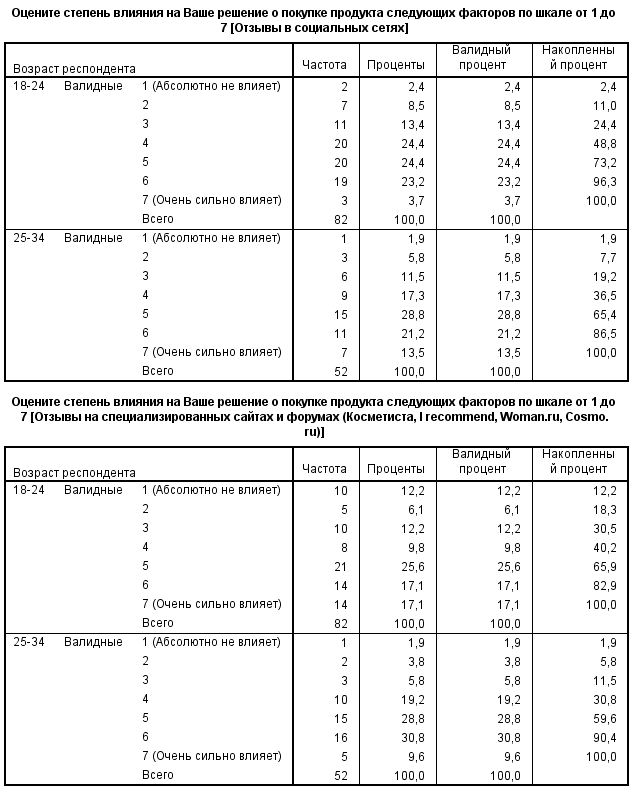 Оцените степень влияния на Ваше решение о покупке продукта следующих факторов по шкале от 1 до
7 [Отзывы в социальных сетях]
Возраст респондента Частота Проценты Валидный процент Накопленный процент
18-24 Валидные 1 (Абсолютно не влияет) 2 2,4 2,4 2,4
2 7 8,5 8,5 11,0
3 11 13,4 13,4 24,4
4 20 24,4 24,4 48,8
5 20 24,4 24,4 73,2
6 19 23,2 23,2 96,3
7 (Очень сильно влияет) 3 3,7 3,7 100,0
Всего 82 100,0 100,0
25-34 Валидные 1 (Абсолютно не влияет) 1 1,9 1,9 1,9
2 3 5,8 5,8 7,7
3 6 11,5 11,5 19,2
4 9 17,3 17,3 36,5
5 15 28,8 28,8 65,4
6 11 21,2 21,2 86,5
7 (Очень сильно влияет) 7 13,5 13,5 100,0
Всего 52 100,0 100,0
Оцените степень влияния на Ваше решение о покупке продукта следующих факторов по шкале от 1 до
7 [Отзывы на специализированных сайтах и форумах (Косметиста, I recommend, Woman.ru, Cosmo.
ru)]
Возраст респондента Частота Проценты Валидный процент Накопленный процент
18-24 Валидные 1 (Абсолютно не влияет) 10 12,2 12,2 12,2
2 5 6,1 6,1 18,3
3 10 12,2 12,2 30,5
4 8 9,8 9,8 40,2
5 21 25,6 25,6 65,9
6 14 17,1 17,1 82,9
7 (Очень сильно влияет) 14 17,1 17,1 100,0
Всего 82 100,0 100,0
25-34 Валидные 1 (Абсолютно не влияет) 1 1,9 1,9 1,9
2 2 3,8 3,8 5,8
3 3 5,8 5,8 11,5
4 10 19,2 19,2 30,8
5 15 28,8 28,8 59,6
6 16 30,8 30,8 90,4
7 (Очень сильно влияет) 5 9,6 9,6 100,0
Всего 52 100,0 100,0